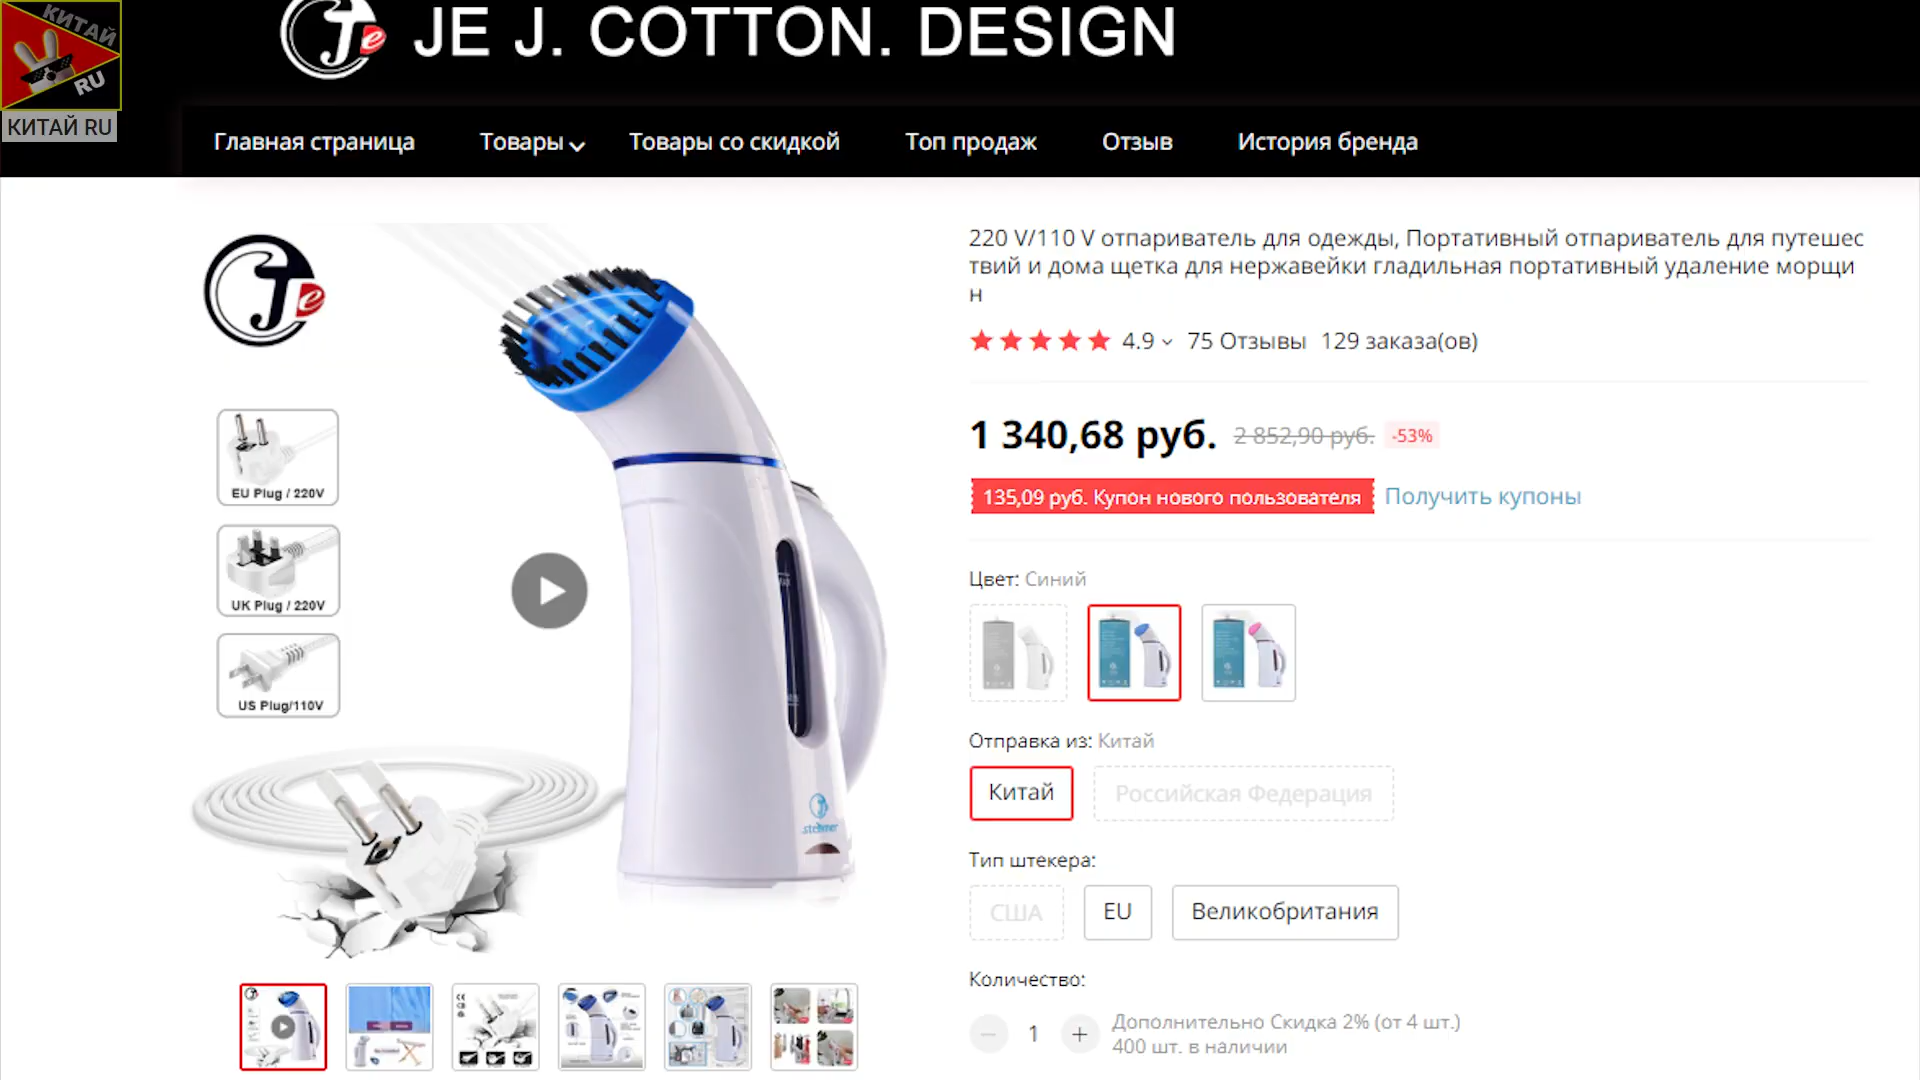 КИТАЙ
RU
КИТАЙ RU
Je JE J. COTTON. DESIGN
Главная страница Товары Товары со скидкой Топ продаж Отзыв История бренда
Je
EU Plug / 220V
UK Plug / 220V
US Plug/110V
220 V/110 V отпариватель для одежды, Портативный отпариватель для путешес
твий и дома щетка для нержавейки гладильная портативный удаление морщи
н
4.9 75 Отзывы 129 заказа(ов)
1 340,68 руб. 2 852,90 руб. -53%
135,09 руб. Купон нового пользователя Получить купоны
Цвет: Синий
Отправка из: Китай
Китай Российская Федерация
Тип штекера:
США EU Великобритания
Количество:
− 1 + Дополнительно Скидка 2% (от 4 шт.)
400 шт. в наличии